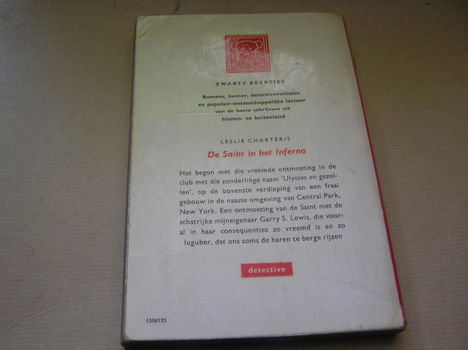 ZWARTE BEERTJES
Romans, humor, detectiveverhalen
en populair-wetenschappelijke lectuur
van de beste schrijvers uit
binnen- en buitenland
LESLIE CHARTERIS
De Saint in het Inferno
Het begon met die vreemde ontmoeting in de
club met die zonderlinge naam 'Ulysses en gezel-
len', op de bovenste verdieping van een fraai
gebouw in de naaste omgeving van Central Park,
New York. Een ontmoeting van de Saint met de
schatrijke mijneigenaar Garry S. Lewis, die voor-
al in haar consequenties zo vreemd is en zo
luguber, dat ons soms de haren te berge rijzen
detective
1506125